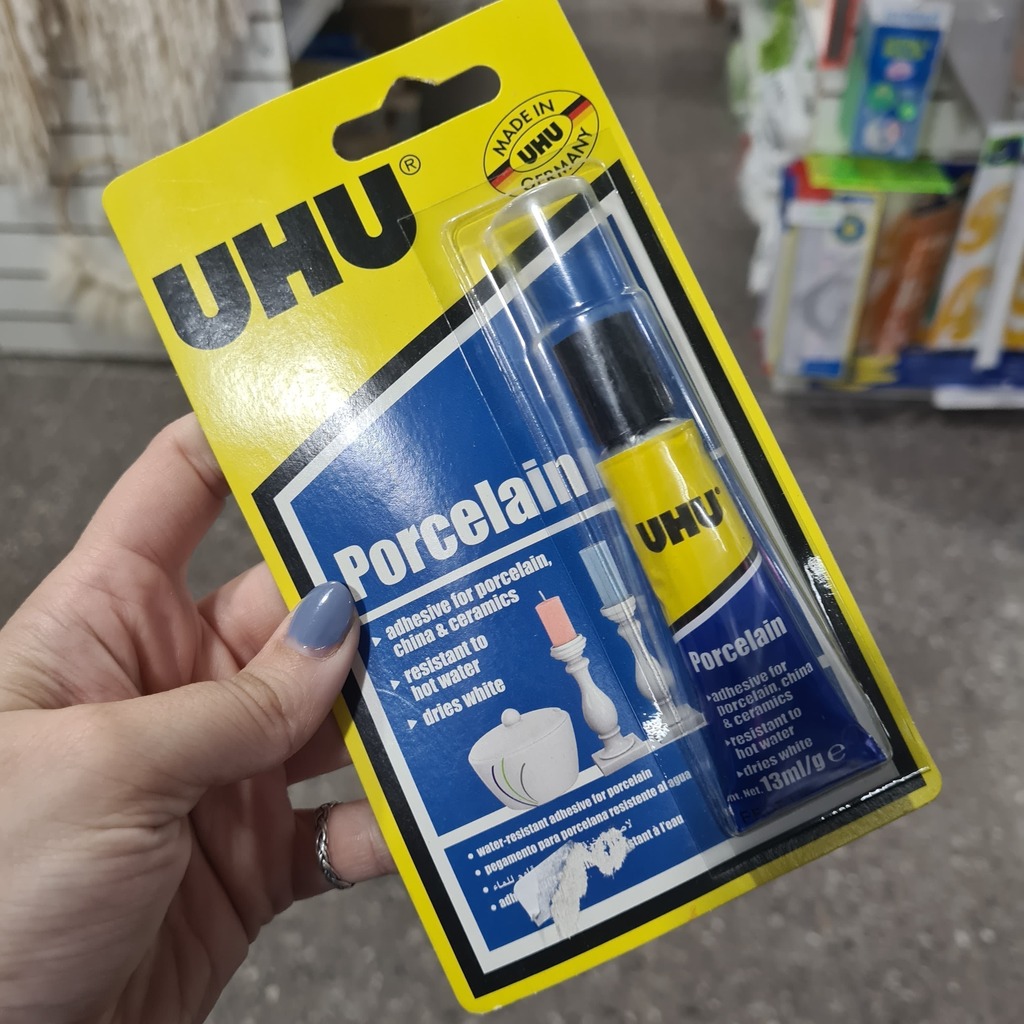 UHU®
MADE IN
UHU
GERMANY
Porcelain
adhesive for porcelain,
china & ceramics
resistant to
hot water
dries white
• water-resistant adhesive for porcelain
• pegamento para porcelana resistente al agua
à l'eau
UHU®
Porcelain
adhesive for
porcelain, china
& ceramics
resistant to
hot water
dries white
Net. 13ml/g ℮